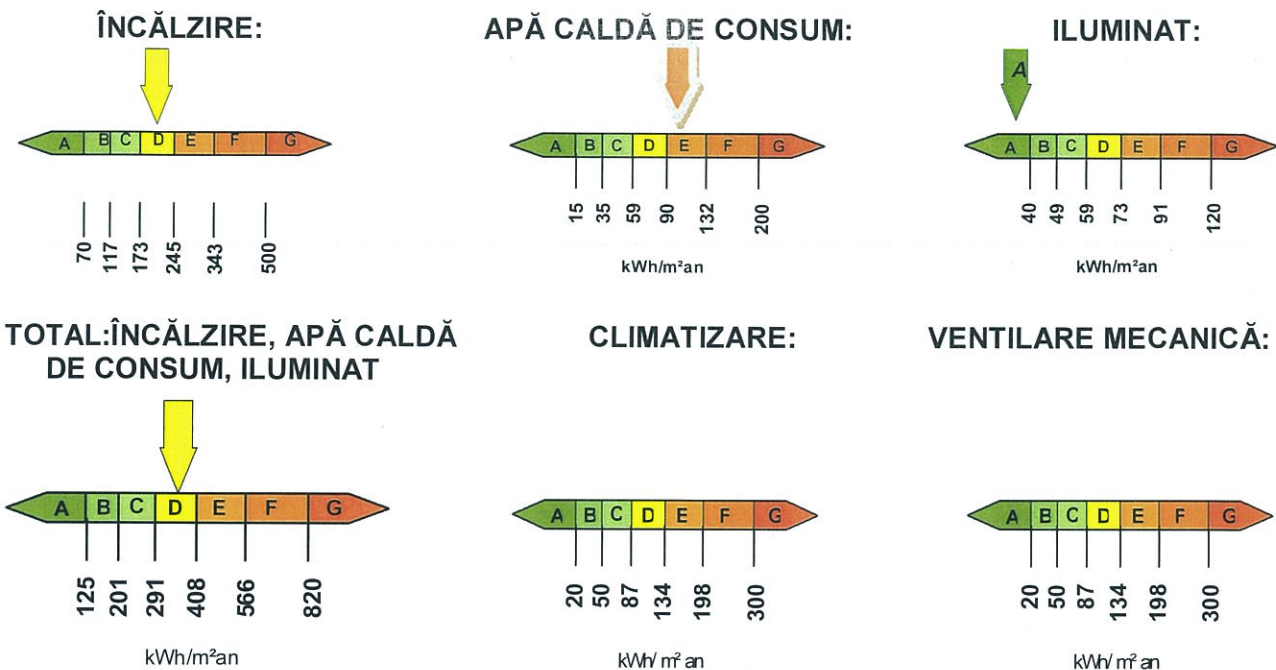 ÎNCĂLZIRE:
A B C D E F G
70 117 173 245 343 500
APĂ CALDĂ DE CONSUM:
A B C D E F G
15 35 59 90 132 200
kWh/m²an
ILUMINAT:
A
A B C D E F G
40 49 59 73 91 120
kWh/m²an
TOTAL:ÎNCĂLZIRE, APĂ CALDĂ
DE CONSUM, ILUMINAT
A B C D E F G
125 201 291 408 566 820
kWh/m²an
CLIMATIZARE:
A B C D E F G
20 50 87 134 198 300
kWh/m² an
VENTILARE MECANICĂ:
A B C D E F G
20 50 87 134 198 300
kWh/m² an